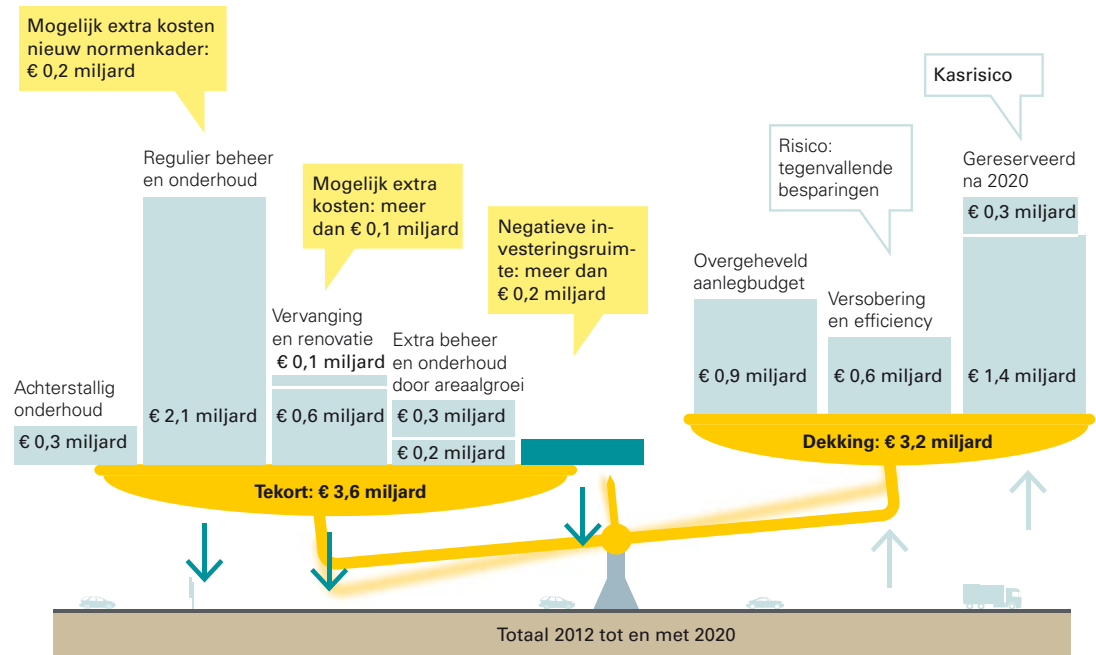 Mogelijk extra kosten
nieuw normenkader:
€ 0,2 miljard
Regulier beheer
en onderhoud
Mogelijk extra
kosten: meer
dan € 0,1 miljard
Negatieve in-
vesteringsruim-
te: meer dan
€ 0,2 miljard
Vervanging
en renovatie
€ 0,1 miljard
Extra beheer
en onderhoud
door areaalgroei
Achterstallig
onderhoud
€ 0,3 miljard
€ 2,1 miljard
€ 0,6 miljard
€ 0,3 miljard
€ 0,2 miljard
Tekort: € 3,6 miljard
Kasrisico
Risico:
tegenvallende
besparingen
Gereserveerd
na 2020
€ 0,3 miljard
Overgeheveld
aanlegbudget
Versobering
en efficiency
€ 0,9 miljard
€ 0,6 miljard
€ 1,4 miljard
Dekking: € 3,2 miljard
Totaal 2012 tot en met 2020